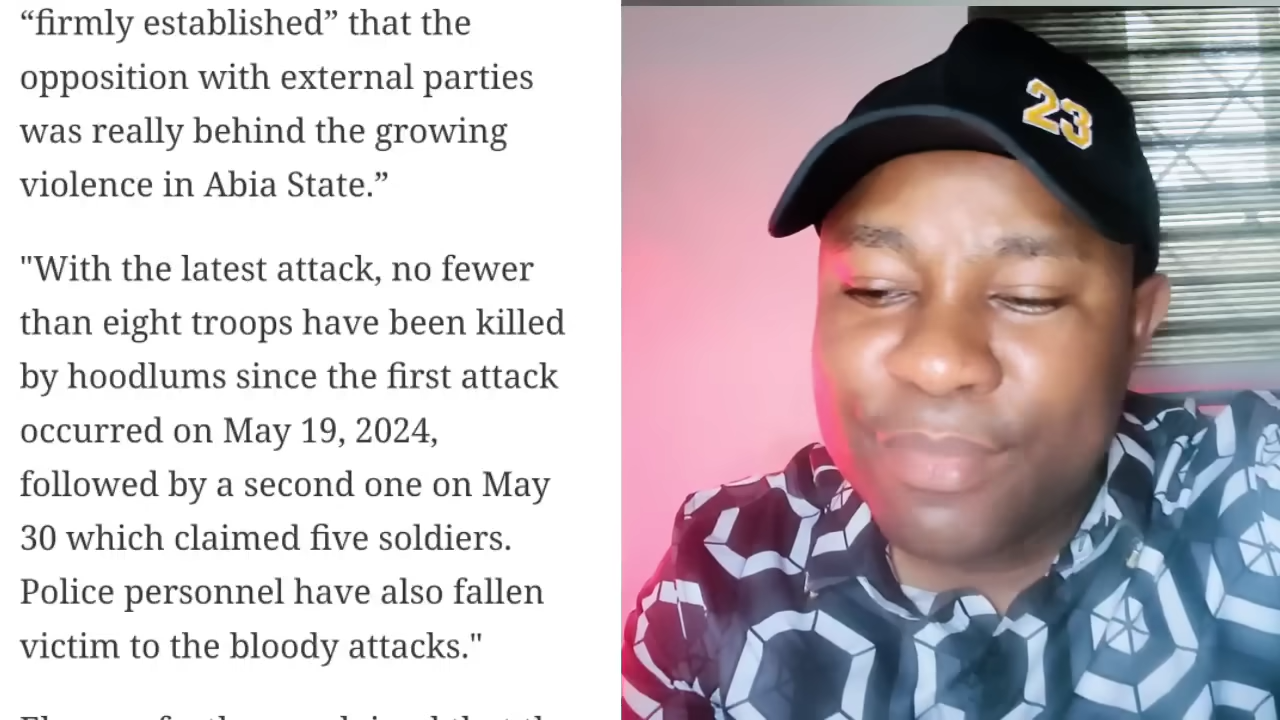 “firmly established” that the
opposition with external parties
was really behind the growing
violence in Abia State.”
"With the latest attack, no fewer
than eight troops have been killed
by hoodlums since the first attack
occurred on May 19, 2024,
followed by a second one on May
30 which claimed five soldiers.
Police personnel have also fallen
victim to the bloody attacks."
23